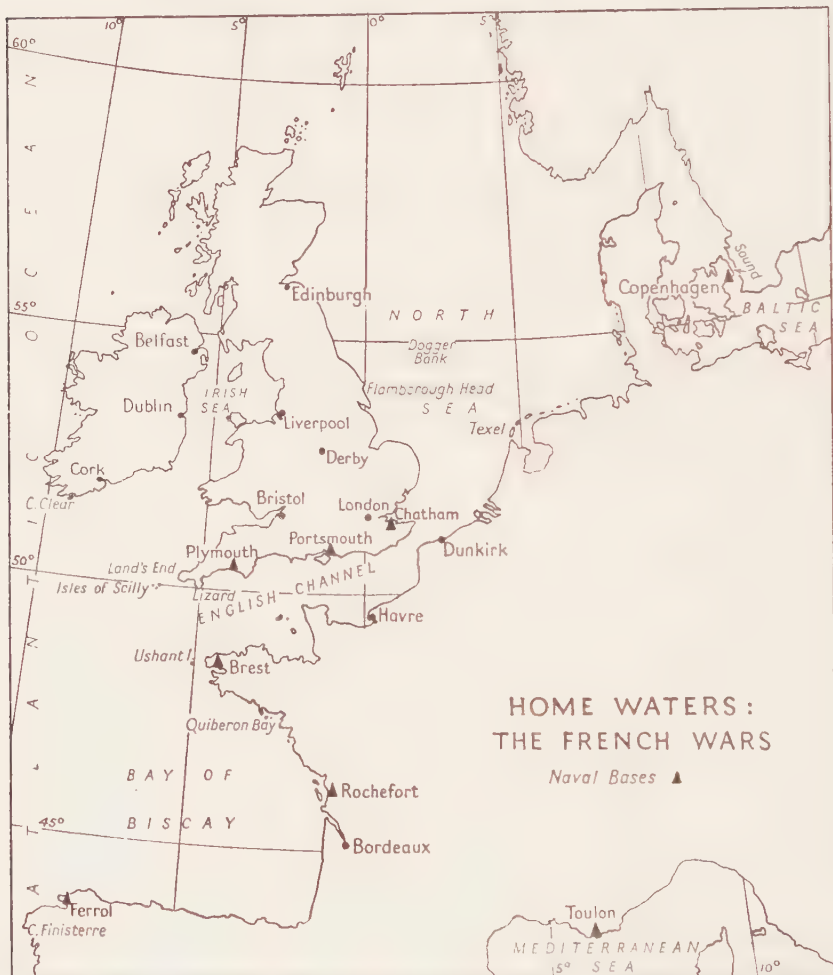 10°
5°
0°
5°
60°
ATLANTIC OCEAN
Edinburgh
Sound
Copenhagen
55°
NORTH
BALTIC
SEA
Belfast
Dogger
Bank
IRISH
SEA
Flamborough Head
SEA
Dublin
Liverpool
Texel
Derby
Cork
C. Clear
Bristol
London
Chatham
Portsmouth
Plymouth
Dunkirk
50°
Land's End
Isles of Scilly
Lizard
ENGLISH CHANNEL
Havre
Ushant I.
Brest
Quiberon Bay
HOME WATERS:
THE FRENCH WARS
Naval Bases
BAY OF
BISCAY
Rochefort
45°
Bordeaux
Ferrol
C. Finisterre
Toulon
MEDITERRANEAN
SEA
5°
10°